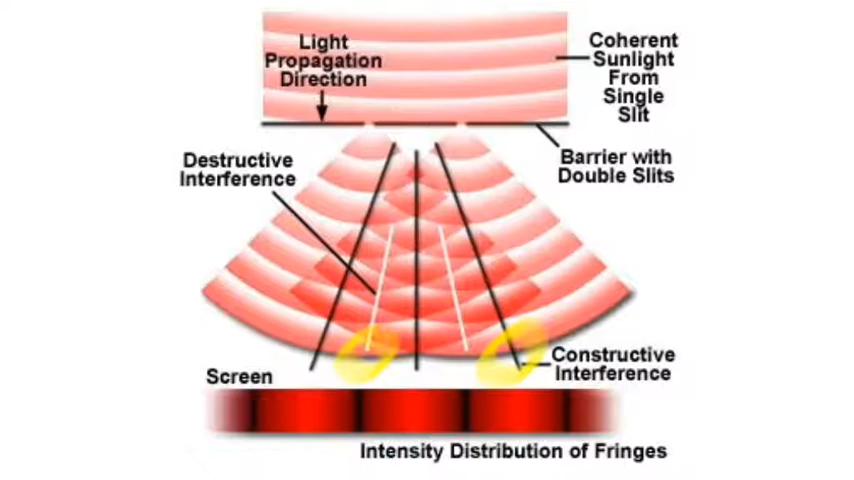 Light
Propagation
Direction
Coherent
Sunlight
From
Single
Slit
Destructive
Interference
Barrier with
Double Slits
Constructive
Interference
Screen
Intensity Distribution of Fringes